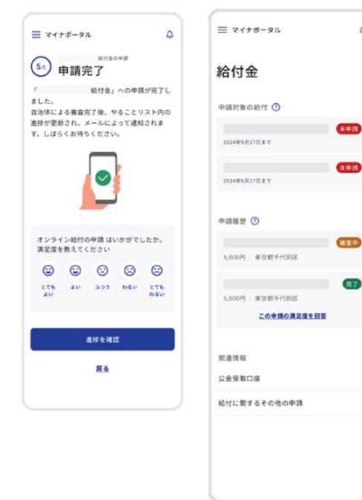 マイナポータル
5/5
給付金の申請
申請完了
「　　　　給付金」への申請が完了し
ました。
自治体による審査完了後、やることリスト内の
進捗が更新され、メールによって通知されま
す。しばらくお待ちください。
オンライン給付の申請 はいかがでしたか。
満足度を教えてください
とても
よい
よい
ふつう
わるい
とても
わるい
進捗を確認
戻る
マイナポータル
給付金
申請対象の給付
未申請
2024年5月17日まで
未申請
2024年9月17日まで
申請履歴
審査中
5,000円 | 東京都千代田区
完了
5,000円 | 東京都千代田区
この申請の満足度を回答
関連情報
公金受取口座
給付に関するその他の申請